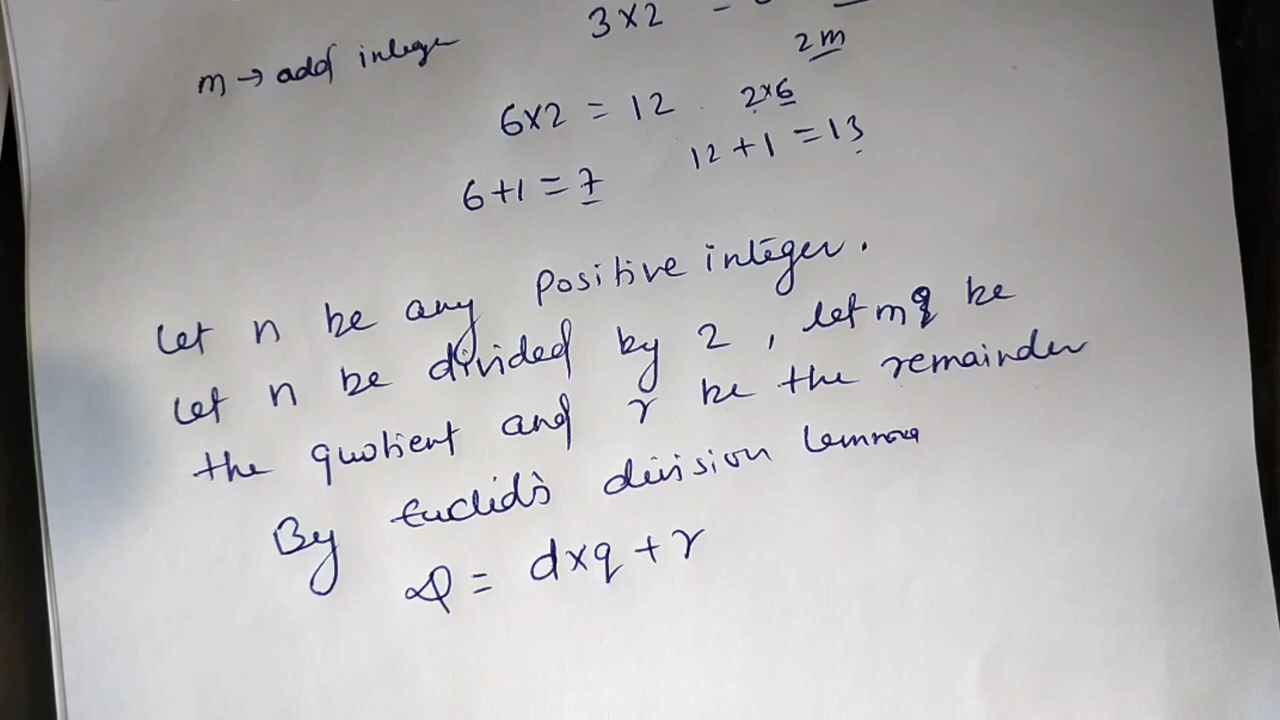 3×2 -
m → odd integer
2m
6×2 = 12 2×6
6+1 = 7 12+1 = 13
Let n be any positive integer.
Let n be divided by 2, let m be
the quotient and r be the remainder
By Euclid's division lemma
= d×q+r